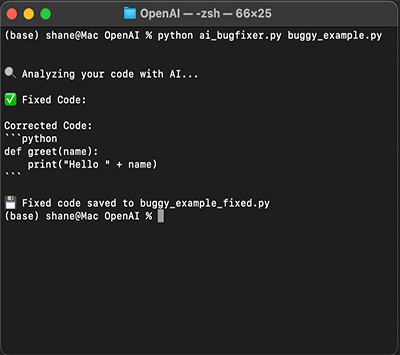 OpenAI — -zsh — 66×25
(base) shane@Mac OpenAI % python ai_bugfixer.py buggy_example.py
🔍 Analyzing your code with AI...
✅ Fixed Code:
Corrected Code:
```python
def greet(name):
    print("Hello " + name)
```
💾 Fixed code saved to buggy_example_fixed.py
(base) shane@Mac OpenAI %